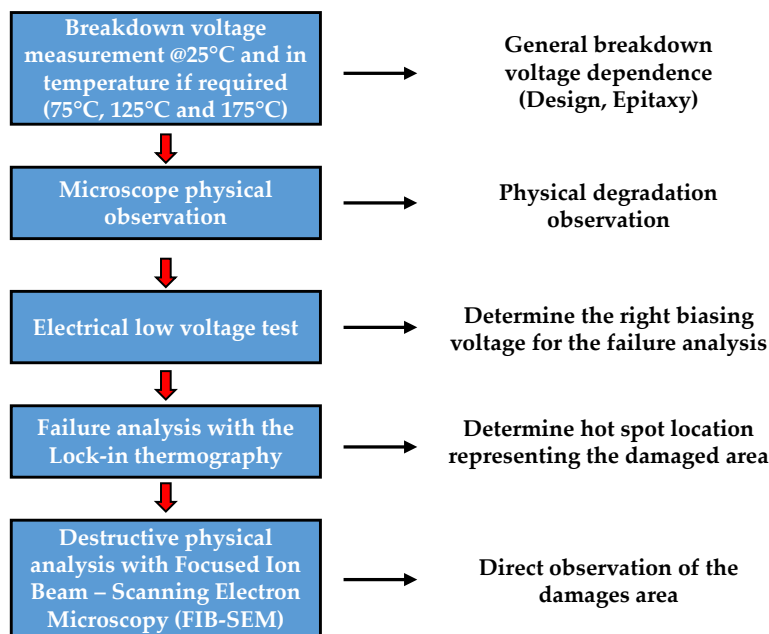 Breakdown voltage
measurement @25°C and in
temperature if required
(75°C, 125°C and 175°C)
General breakdown
voltage dependence
(Design, Epitaxy)
Microscope physical
observation
Physical degradation
observation
Electrical low voltage test
Determine the right biasing
voltage for the failure analysis
Failure analysis with the
Lock-in thermography
Determine hot spot location
representing the damaged area
Destructive physical
analysis with Focused Ion
Beam – Scanning Electron
Microscopy (FIB-SEM)
Direct observation of the
damages area